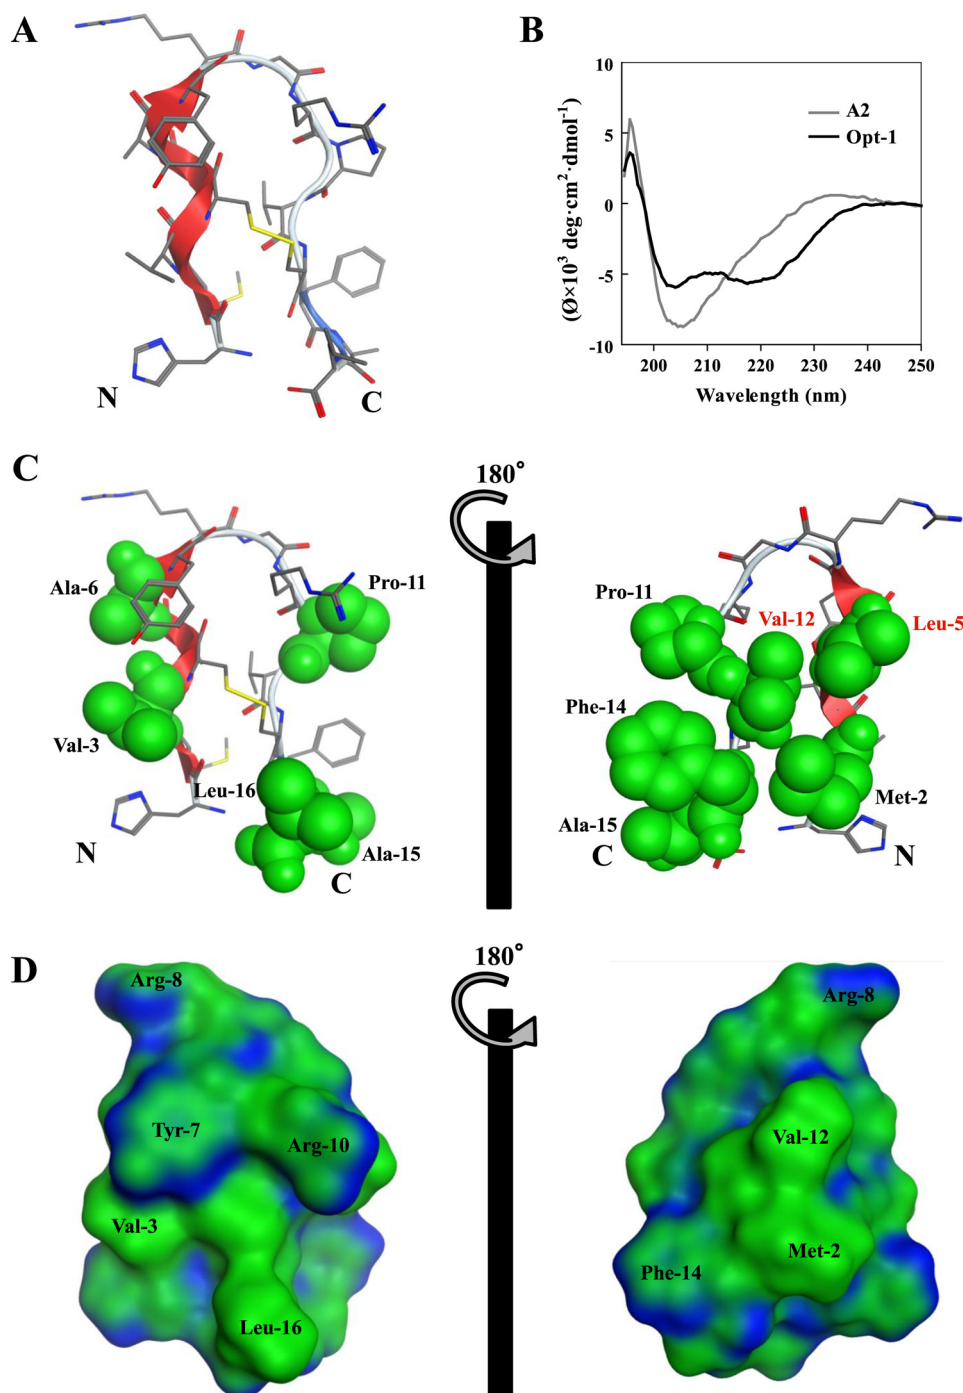 A
N
C
B
10
5
0
-5
-10
A2
Opt-1
(Ø×10³ deg·cm²·dmol⁻¹)
200 210 220 230 240 250
Wavelength (nm)
C
180°
Ala-6
Pro-11
Val-3
Leu-16
N
Ala-15
C
Pro-11
Val-12
Leu-5
Phe-14
Met-2
Ala-15
C
N
D
180°
Arg-8
Tyr-7
Arg-10
Val-3
Leu-16
Arg-8
Val-12
Met-2
Phe-14